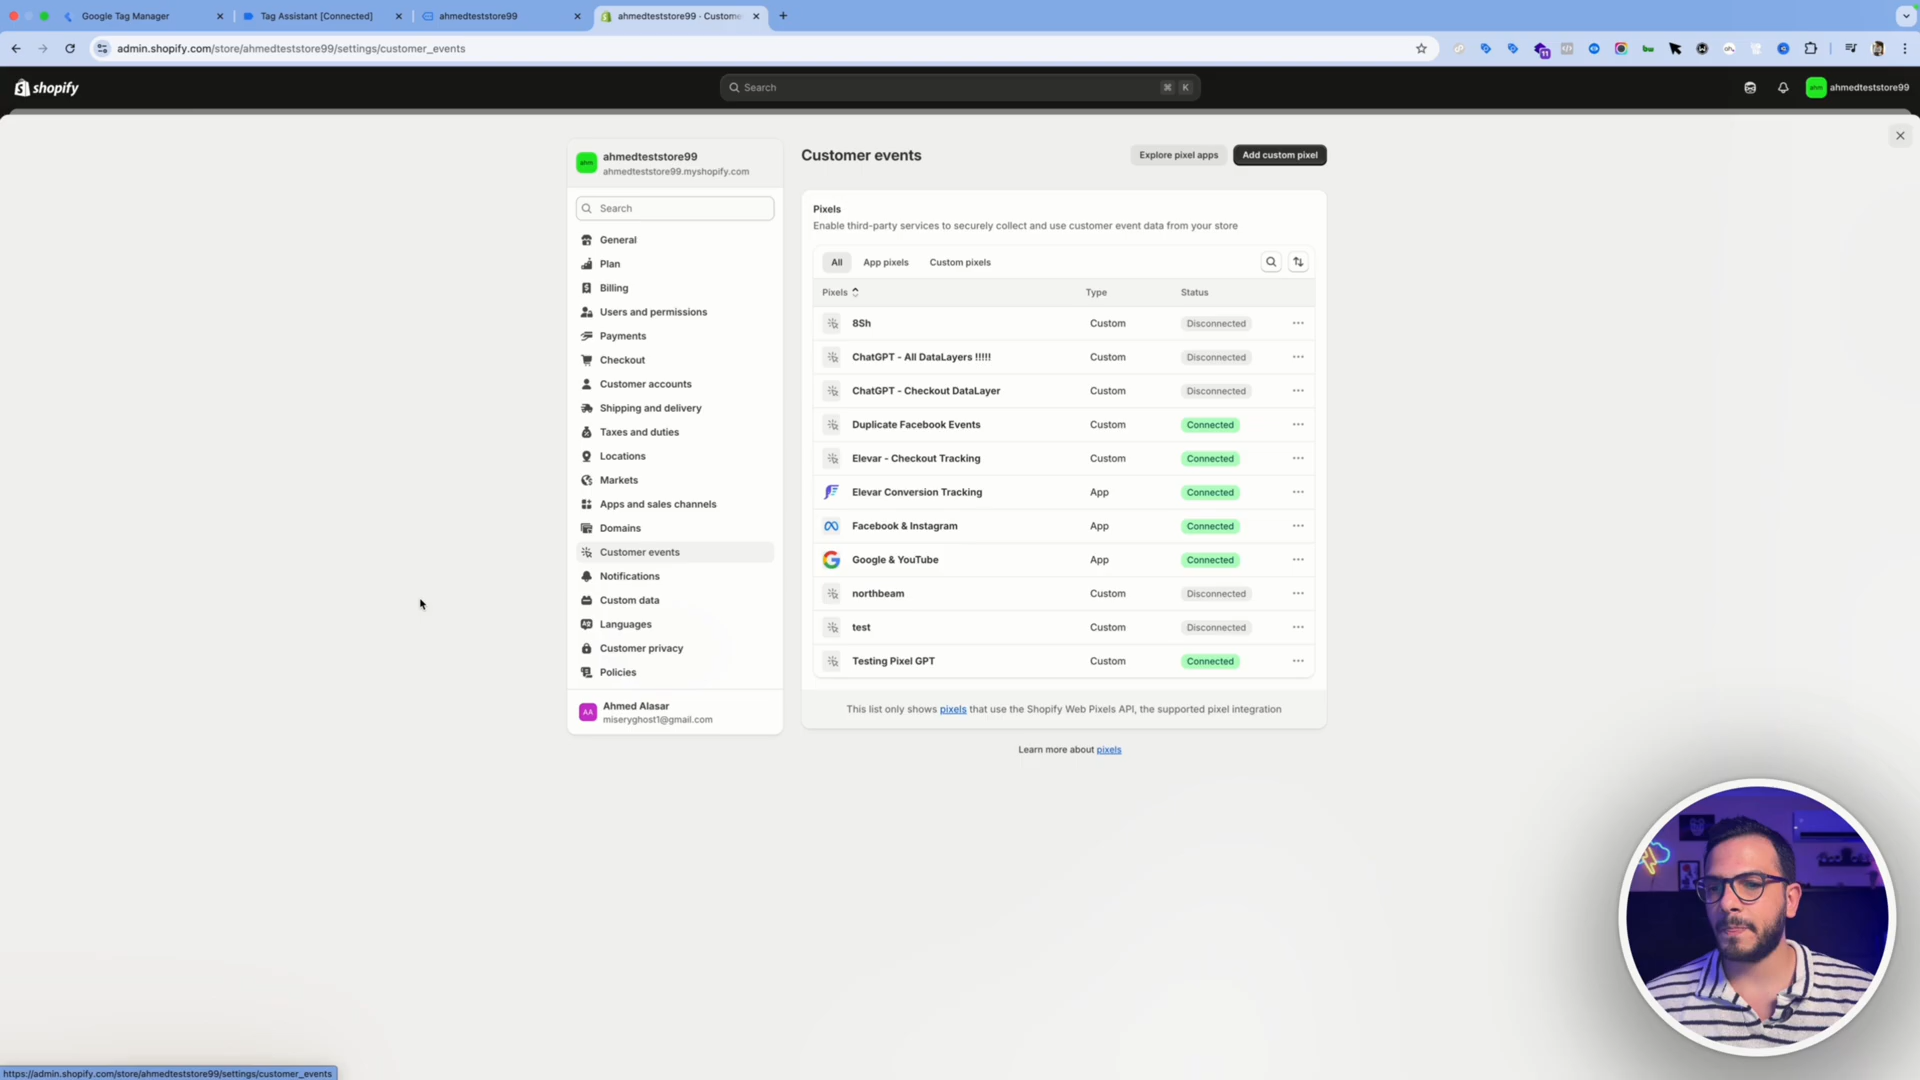 Google Tag Manager
Tag Assistant [Connected]
ahmedteststore99
ahmedteststore99 · Custome
admin.shopify.com/store/ahmedteststore99/settings/customer_events
shopify
Search
⌘ K
ahm
ahmedteststore99
ahm
ahmedteststore99
ahmedteststore99.myshopify.com
Search
General
Plan
Billing
Users and permissions
Payments
Checkout
Customer accounts
Shipping and delivery
Taxes and duties
Locations
Markets
Apps and sales channels
Domains
Customer events
Notifications
Custom data
Languages
Customer privacy
Policies
AA
Ahmed Alasar
miseryghost1@gmail.com
Customer events
Explore pixel apps
Add custom pixel
Pixels
Enable third-party services to securely collect and use customer event data from your store
All App pixels Custom pixels
Pixels Type Status
8Sh Custom Disconnected
ChatGPT - All DataLayers !!!!! Custom Disconnected
ChatGPT - Checkout DataLayer Custom Disconnected
Duplicate Facebook Events Custom Connected
Elevar - Checkout Tracking Custom Connected
Elevar Conversion Tracking App Connected
Facebook & Instagram App Connected
Google & YouTube App Connected
northbeam Custom Disconnected
test Custom Disconnected
Testing Pixel GPT Custom Connected
This list only shows pixels that use the Shopify Web Pixels API, the supported pixel integration
Learn more about pixels
https://admin.shopify.com/store/ahmedteststore99/settings/customer_events